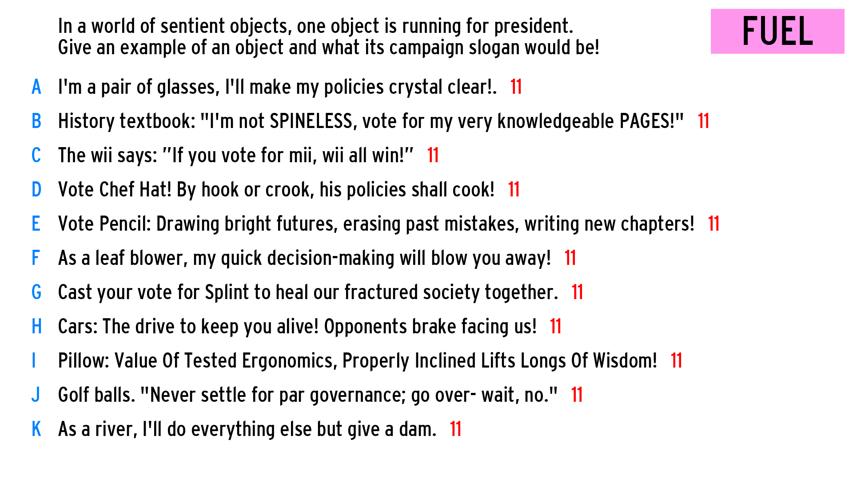 In a world of sentient objects, one object is running for president.
Give an example of an object and what its campaign slogan would be!
FUEL
A I'm a pair of glasses, I'll make my policies crystal clear!. 11
B History textbook: "I'm not SPINELESS, vote for my very knowledgeable PAGES!" 11
C The wii says: ”If you vote for mii, wii all win!” 11
D Vote Chef Hat! By hook or crook, his policies shall cook! 11
E Vote Pencil: Drawing bright futures, erasing past mistakes, writing new chapters! 11
F As a leaf blower, my quick decision-making will blow you away! 11
G Cast your vote for Splint to heal our fractured society together. 11
H Cars: The drive to keep you alive! Opponents brake facing us! 11
I Pillow: Value Of Tested Ergonomics, Properly Inclined Lifts Longs Of Wisdom! 11
J Golf balls. "Never settle for par governance; go over- wait, no." 11
K As a river, I'll do everything else but give a dam. 11